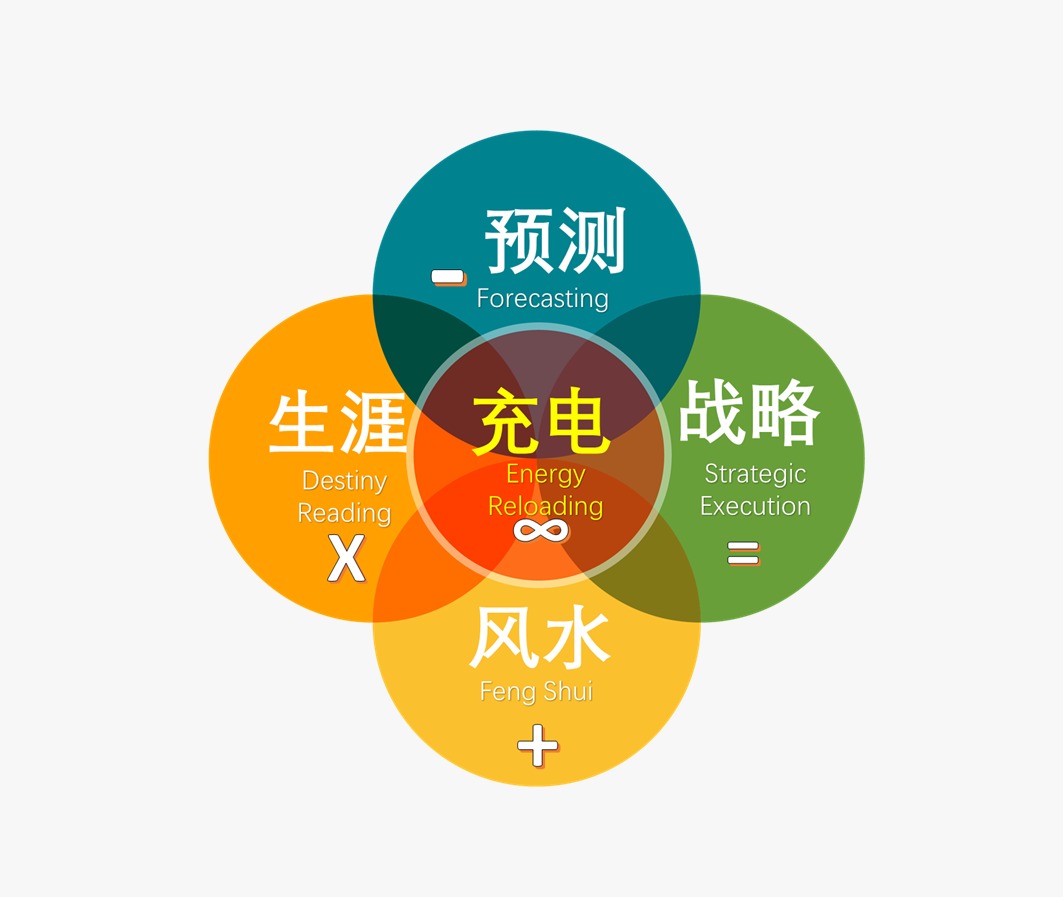 预测
-
Forecasting
生涯
Destiny
Reading
X
充电
Energy
Reloading
∞
战略
Strategic
Execution
=
风水
Feng Shui
+